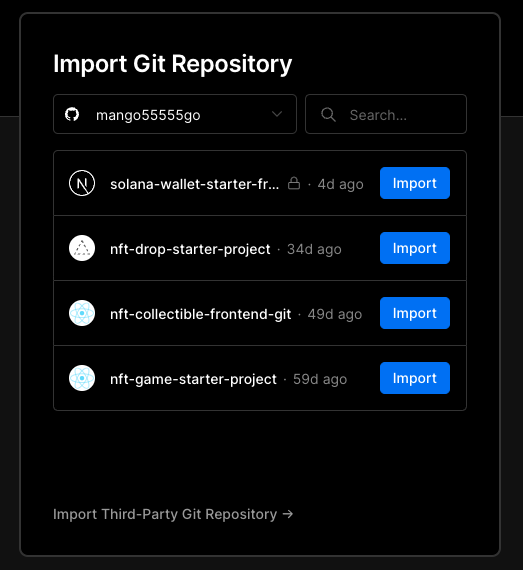 Import Git Repository
mango55555go
Search...
solana-wallet-starter-fr... · 4d ago Import
nft-drop-starter-project · 34d ago Import
nft-collectible-frontend-git · 49d ago Import
nft-game-starter-project · 59d ago Import
Import Third-Party Git Repository →